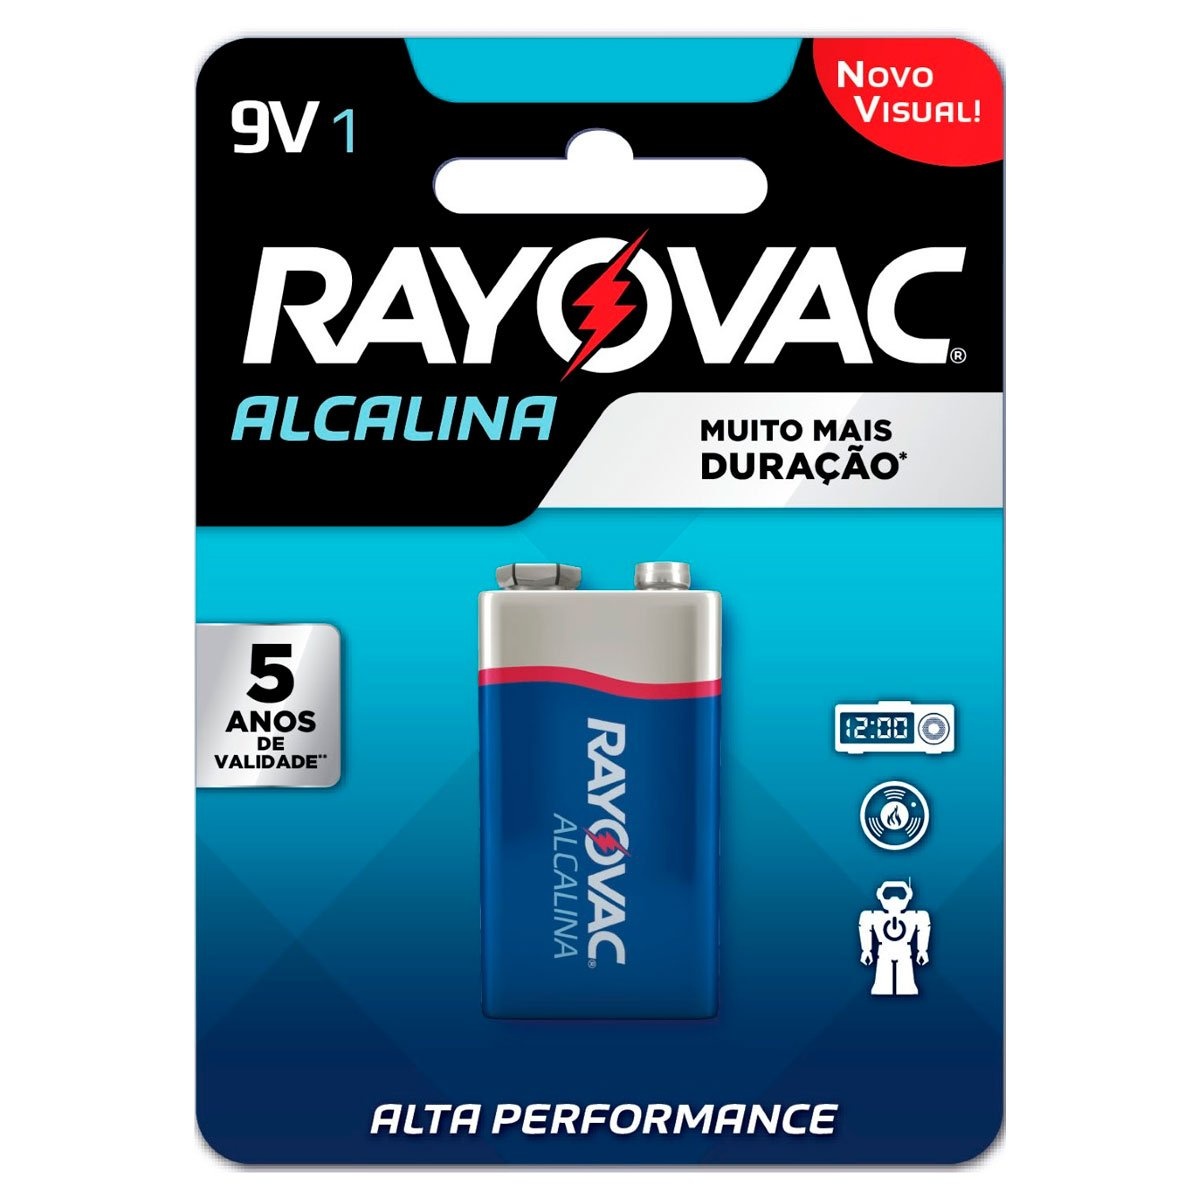 9V 1
NOVO
VISUAL!
RAYOVAC®
ALCALINA
MUITO MAIS
DURAÇÃO*
5
ANOS
DE
VALIDADE**
12:00
RAYOVAC®
ALCALINA
ALTA PERFORMANCE